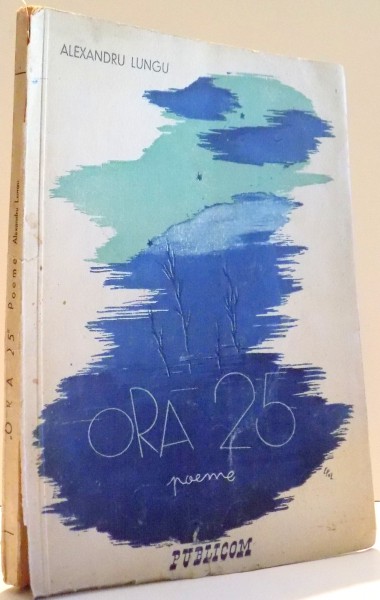 ALEXANDRU LUNGU
ORA 25
poeme
PUBLICOM
ORA 25 Poeme Alexandru Lungu